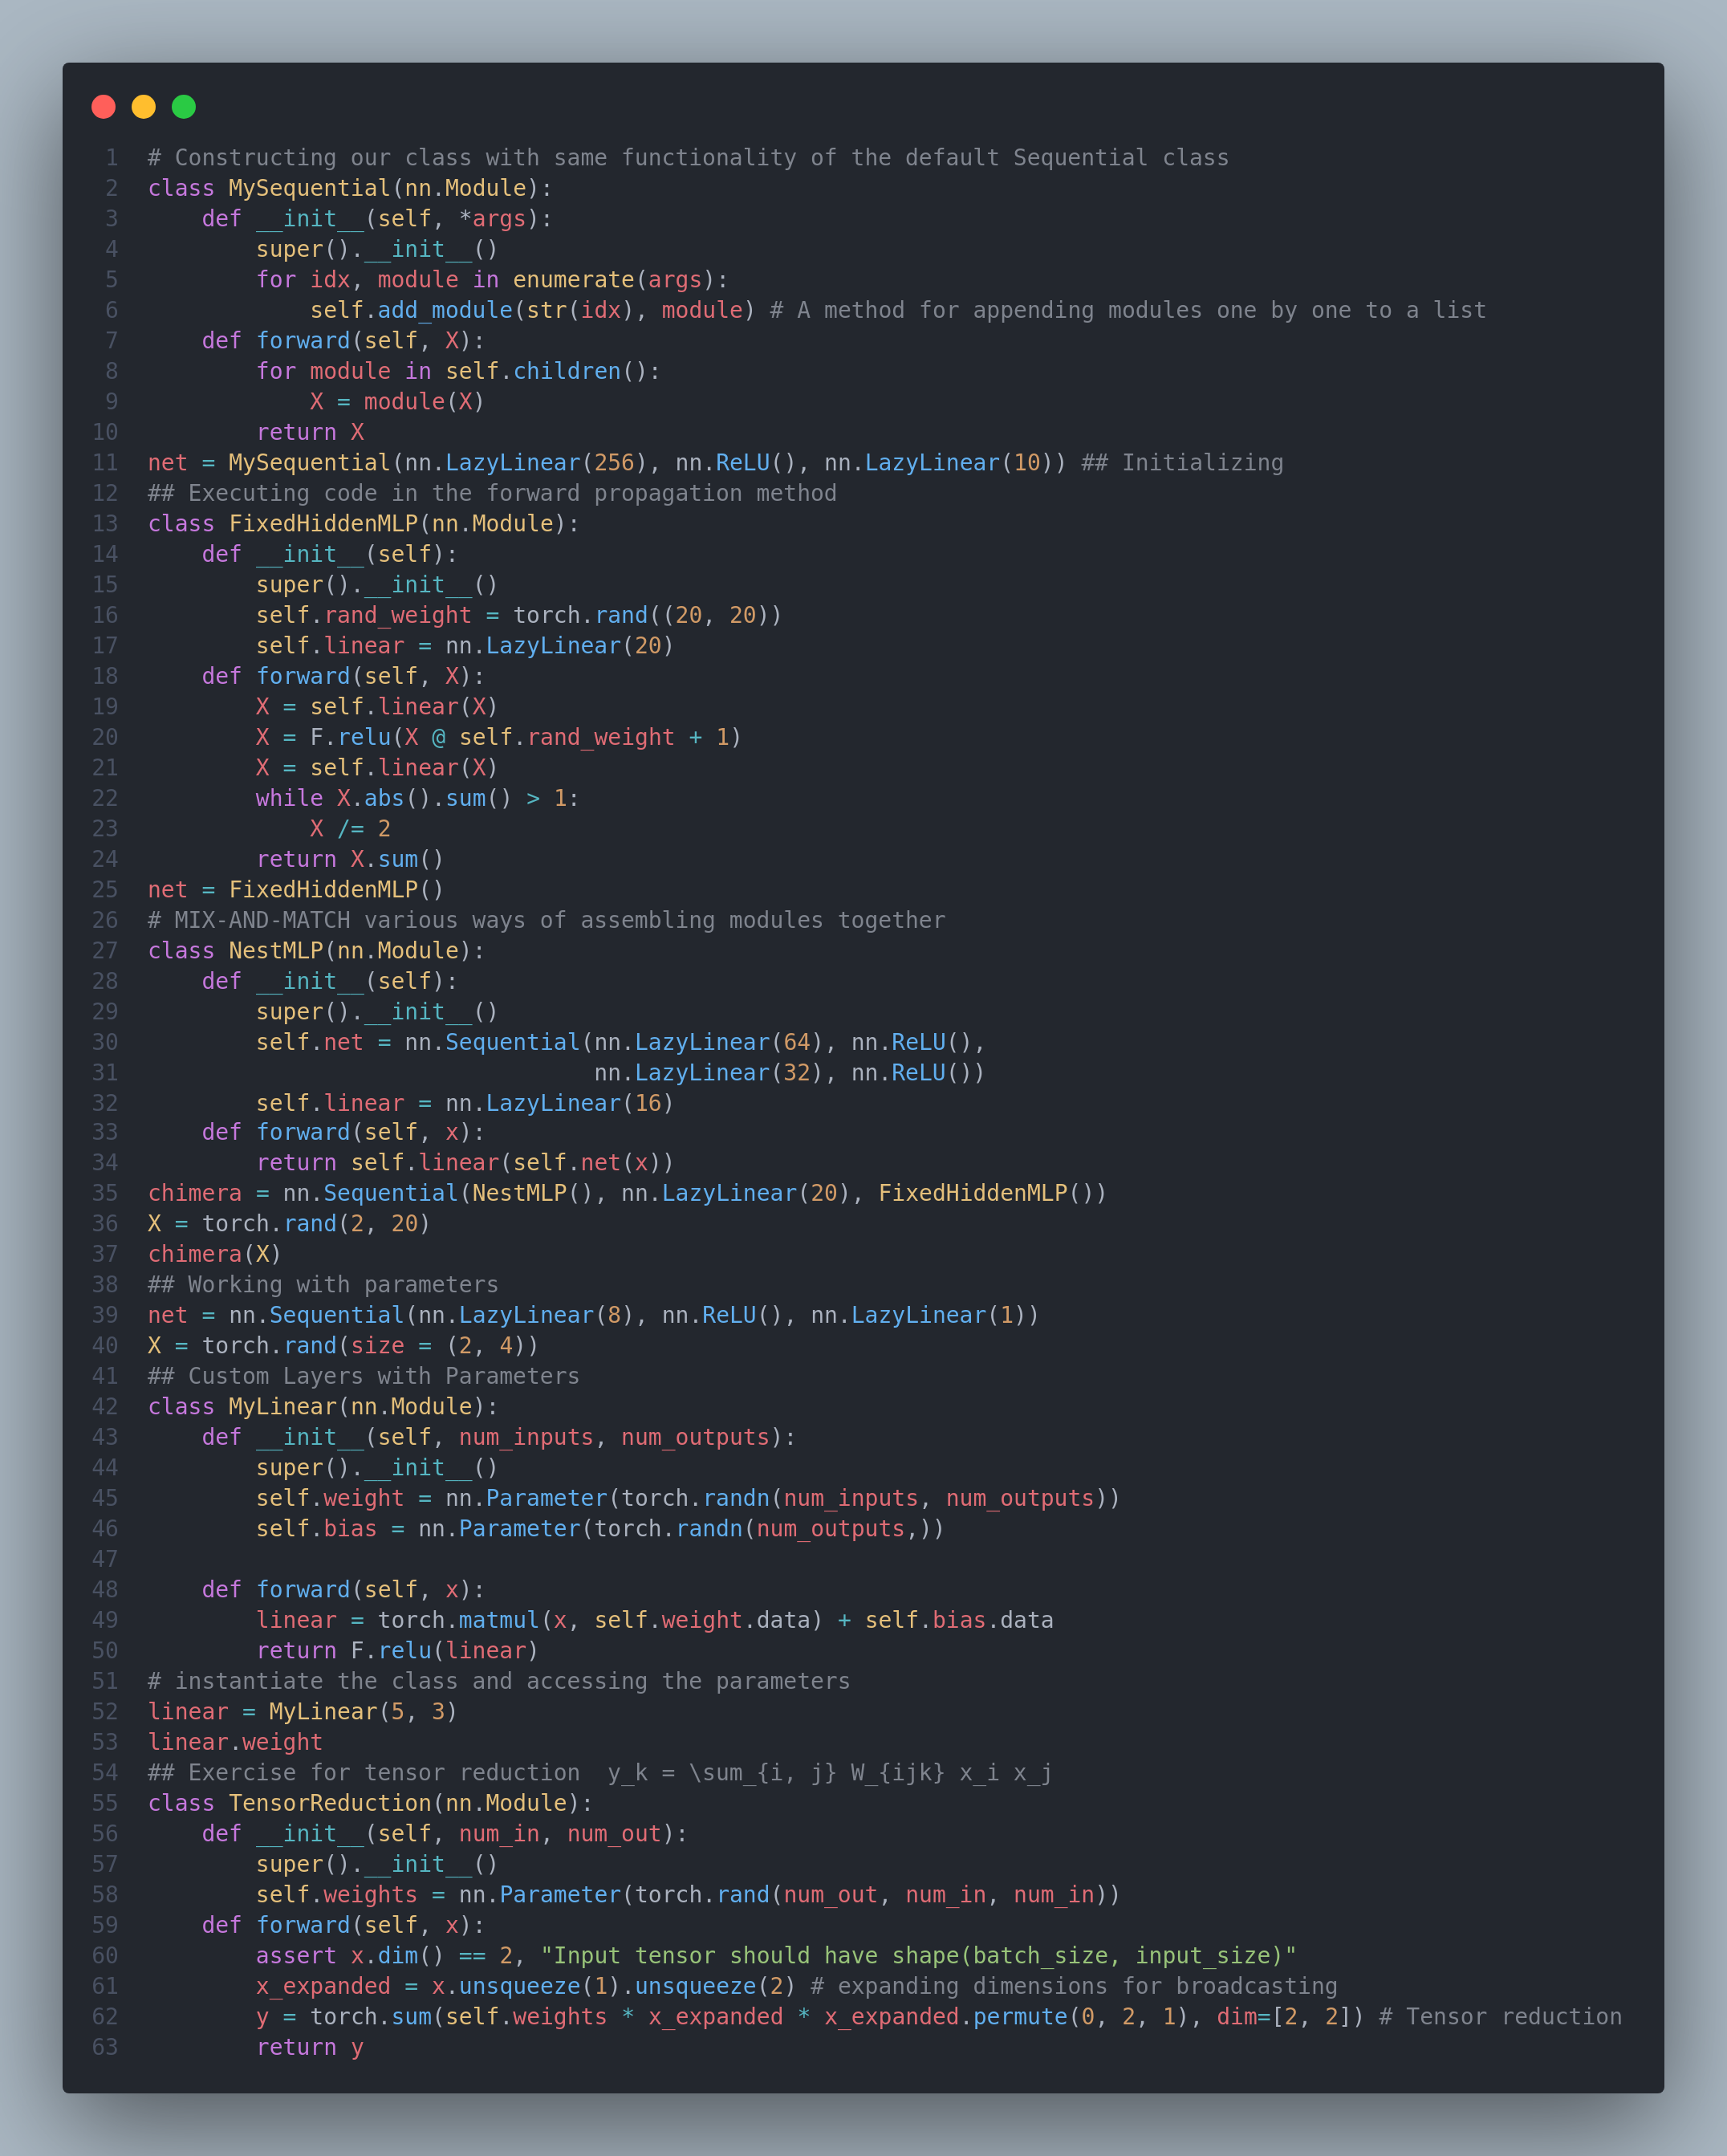 1 # Constructing our class with same functionality of the default Sequential class
2 class MySequential(nn.Module):
3     def __init__(self, *args):
4         super().__init__()
5         for idx, module in enumerate(args):
6             self.add_module(str(idx), module) # A method for appending modules one by one to a list
7     def forward(self, X):
8         for module in self.children():
9             X = module(X)
10         return X
11 net = MySequential(nn.LazyLinear(256), nn.ReLU(), nn.LazyLinear(10)) ## Initializing
12 ## Executing code in the forward propagation method
13 class FixedHiddenMLP(nn.Module):
14     def __init__(self):
15         super().__init__()
16         self.rand_weight = torch.rand((20, 20))
17         self.linear = nn.LazyLinear(20)
18     def forward(self, X):
19         X = self.linear(X)
20         X = F.relu(X @ self.rand_weight + 1)
21         X = self.linear(X)
22         while X.abs().sum() > 1:
23             X /= 2
24         return X.sum()
25 net = FixedHiddenMLP()
26 # MIX-AND-MATCH various ways of assembling modules together
27 class NestMLP(nn.Module):
28     def __init__(self):
29         super().__init__()
30         self.net = nn.Sequential(nn.LazyLinear(64), nn.ReLU(),
31                                  nn.LazyLinear(32), nn.ReLU())
32         self.linear = nn.LazyLinear(16)
33     def forward(self, x):
34         return self.linear(self.net(x))
35 chimera = nn.Sequential(NestMLP(), nn.LazyLinear(20), FixedHiddenMLP())
36 X = torch.rand(2, 20)
37 chimera(X)
38 ## Working with parameters
39 net = nn.Sequential(nn.LazyLinear(8), nn.ReLU(), nn.LazyLinear(1))
40 X = torch.rand(size = (2, 4))
41 ## Custom Layers with Parameters
42 class MyLinear(nn.Module):
43     def __init__(self, num_inputs, num_outputs):
44         super().__init__()
45         self.weight = nn.Parameter(torch.randn(num_inputs, num_outputs))
46         self.bias = nn.Parameter(torch.randn(num_outputs,))
47
48     def forward(self, x):
49         linear = torch.matmul(x, self.weight.data) + self.bias.data
50         return F.relu(linear)
51 # instantiate the class and accessing the parameters
52 linear = MyLinear(5, 3)
53 linear.weight
54 ## Exercise for tensor reduction  y_k = \sum_{i, j} W_{ijk} x_i x_j
55 class TensorReduction(nn.Module):
56     def __init__(self, num_in, num_out):
57         super().__init__()
58         self.weights = nn.Parameter(torch.rand(num_out, num_in, num_in))
59     def forward(self, x):
60         assert x.dim() == 2, "Input tensor should have shape(batch_size, input_size)"
61         x_expanded = x.unsqueeze(1).unsqueeze(2) # expanding dimensions for broadcasting
62         y = torch.sum(self.weights * x_expanded * x_expanded.permute(0, 2, 1), dim=[2, 2]) # Tensor reduction
63         return y